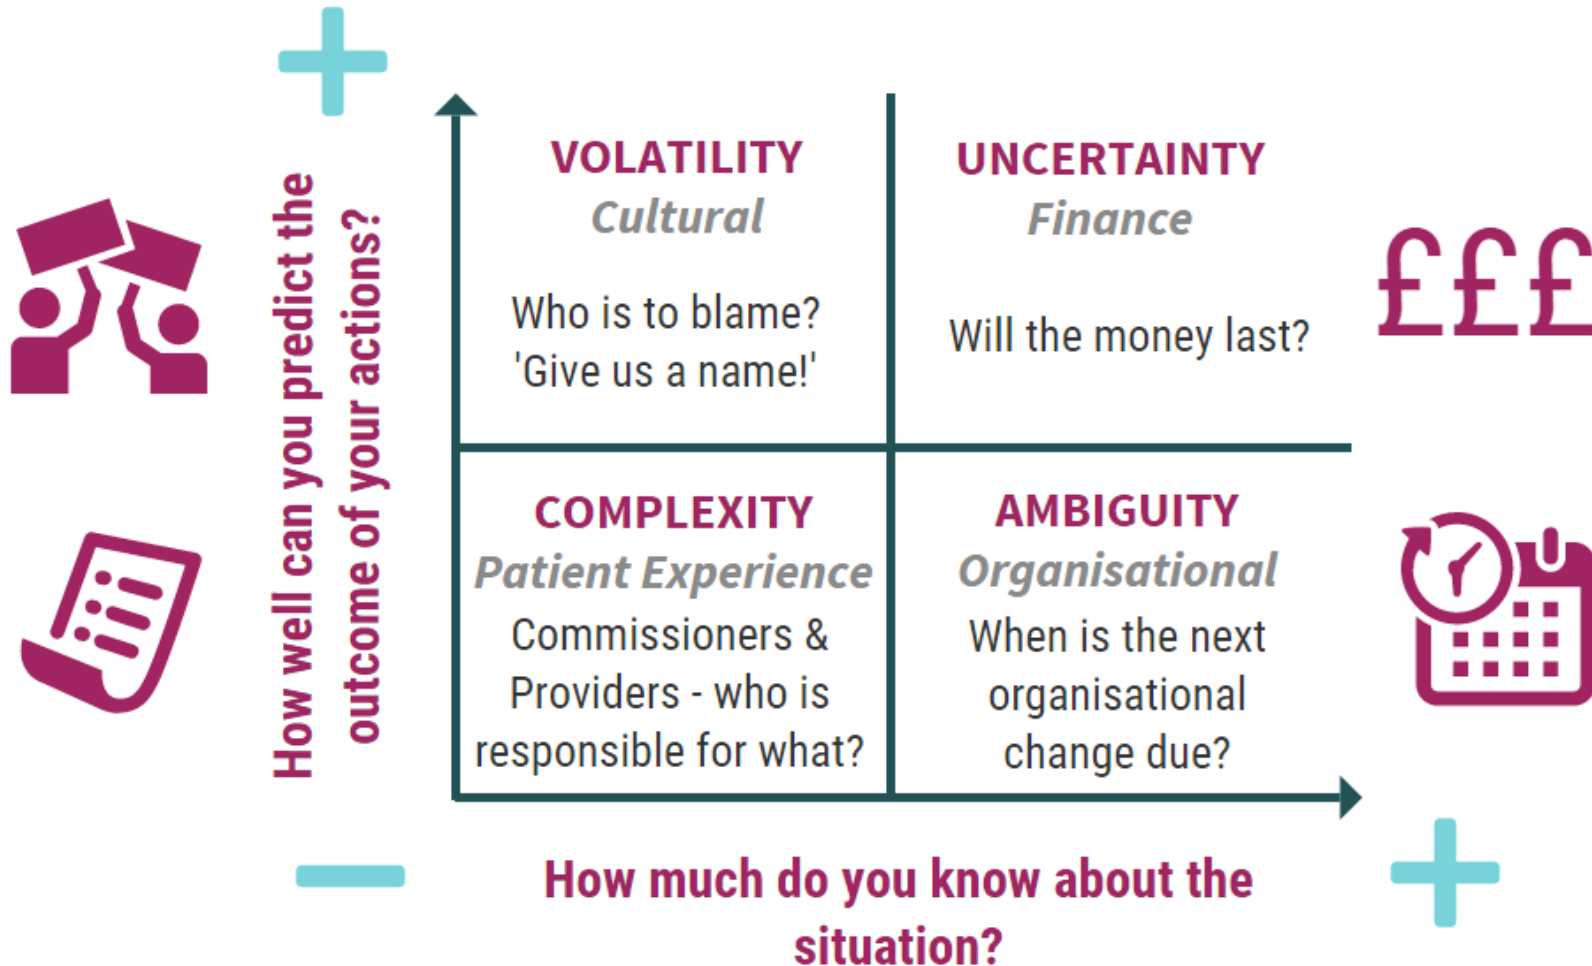 How well can you predict the
outcome of your actions?
VOLATILITY
Cultural
Who is to blame?
'Give us a name!'
UNCERTAINTY
Finance
Will the money last?
£££
COMPLEXITY
Patient Experience
Commissioners &
Providers - who is
responsible for what?
AMBIGUITY
Organisational
When is the next
organisational
change due?
How much do you know about the
situation?